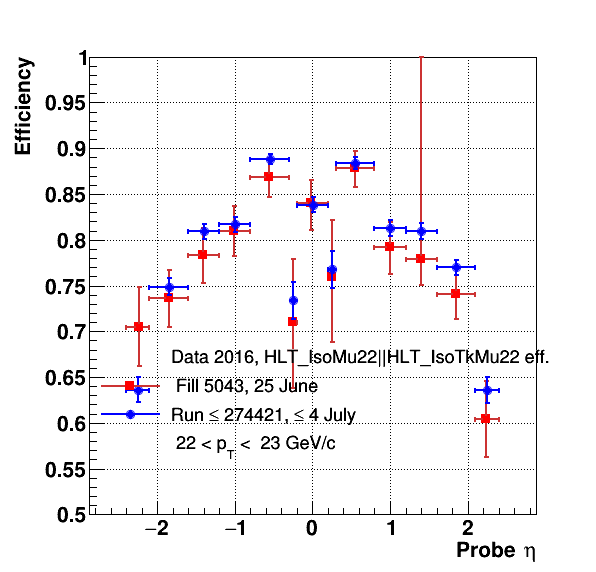 Efficiency
1
0.95
0.9
0.85
0.8
0.75
0.7
0.65
0.6
0.55
0.5
Data 2016, HLT_IsoMu22||HLT_IsoTkMu22 eff.
Fill 5043, 25 June
Run ≤ 274421, ≤ 4 July
22 < p_T < 23 GeV/c
−2 −1 0 1 2
Probe η